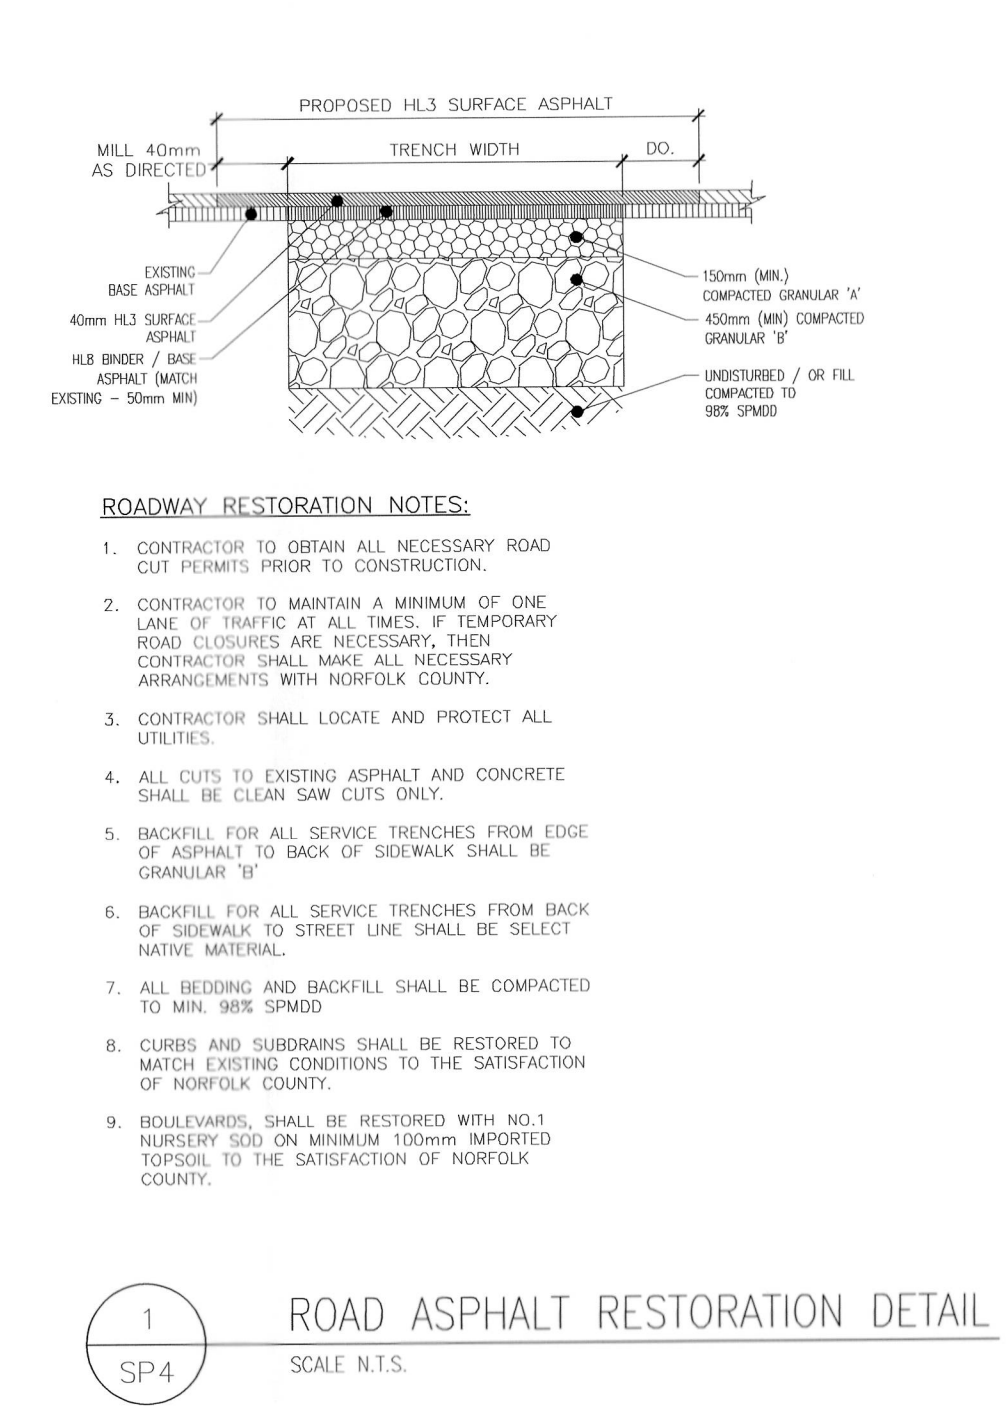 PROPOSED HL3 SURFACE ASPHALT
MILL 40mm
AS DIRECTED
TRENCH WIDTH
DO.
EXISTING
BASE ASPHALT
40mm HL3 SURFACE
ASPHALT
HL8 BINDER / BASE
ASPHALT (MATCH
EXISTING – 50mm MIN)
150mm (MIN.)
COMPACTED GRANULAR 'A'
450mm (MIN) COMPACTED
GRANULAR 'B'
UNDISTURBED / OR FILL
COMPACTED TO
98% SPMDD
ROADWAY RESTORATION NOTES:
1. CONTRACTOR TO OBTAIN ALL NECESSARY ROAD
CUT PERMITS PRIOR TO CONSTRUCTION.
2. CONTRACTOR TO MAINTAIN A MINIMUM OF ONE
LANE OF TRAFFIC AT ALL TIMES. IF TEMPORARY
ROAD CLOSURES ARE NECESSARY, THEN
CONTRACTOR SHALL MAKE ALL NECESSARY
ARRANGEMENTS WITH NORFOLK COUNTY.
3. CONTRACTOR SHALL LOCATE AND PROTECT ALL
UTILITIES.
4. ALL CUTS TO EXISTING ASPHALT AND CONCRETE
SHALL BE CLEAN SAW CUTS ONLY.
5. BACKFILL FOR ALL SERVICE TRENCHES FROM EDGE
OF ASPHALT TO BACK OF SIDEWALK SHALL BE
GRANULAR 'B'
6. BACKFILL FOR ALL SERVICE TRENCHES FROM BACK
OF SIDEWALK TO STREET LINE SHALL BE SELECT
NATIVE MATERIAL.
7. ALL BEDDING AND BACKFILL SHALL BE COMPACTED
TO MIN. 98% SPMDD
8. CURBS AND SUBDRAINS SHALL BE RESTORED TO
MATCH EXISTING CONDITIONS TO THE SATISFACTION
OF NORFOLK COUNTY.
9. BOULEVARDS, SHALL BE RESTORED WITH NO.1
NURSERY SOD ON MINIMUM 100mm IMPORTED
TOPSOIL TO THE SATISFACTION OF NORFOLK
COUNTY.
1
SP4
ROAD ASPHALT RESTORATION DETAIL
SCALE N.T.S.